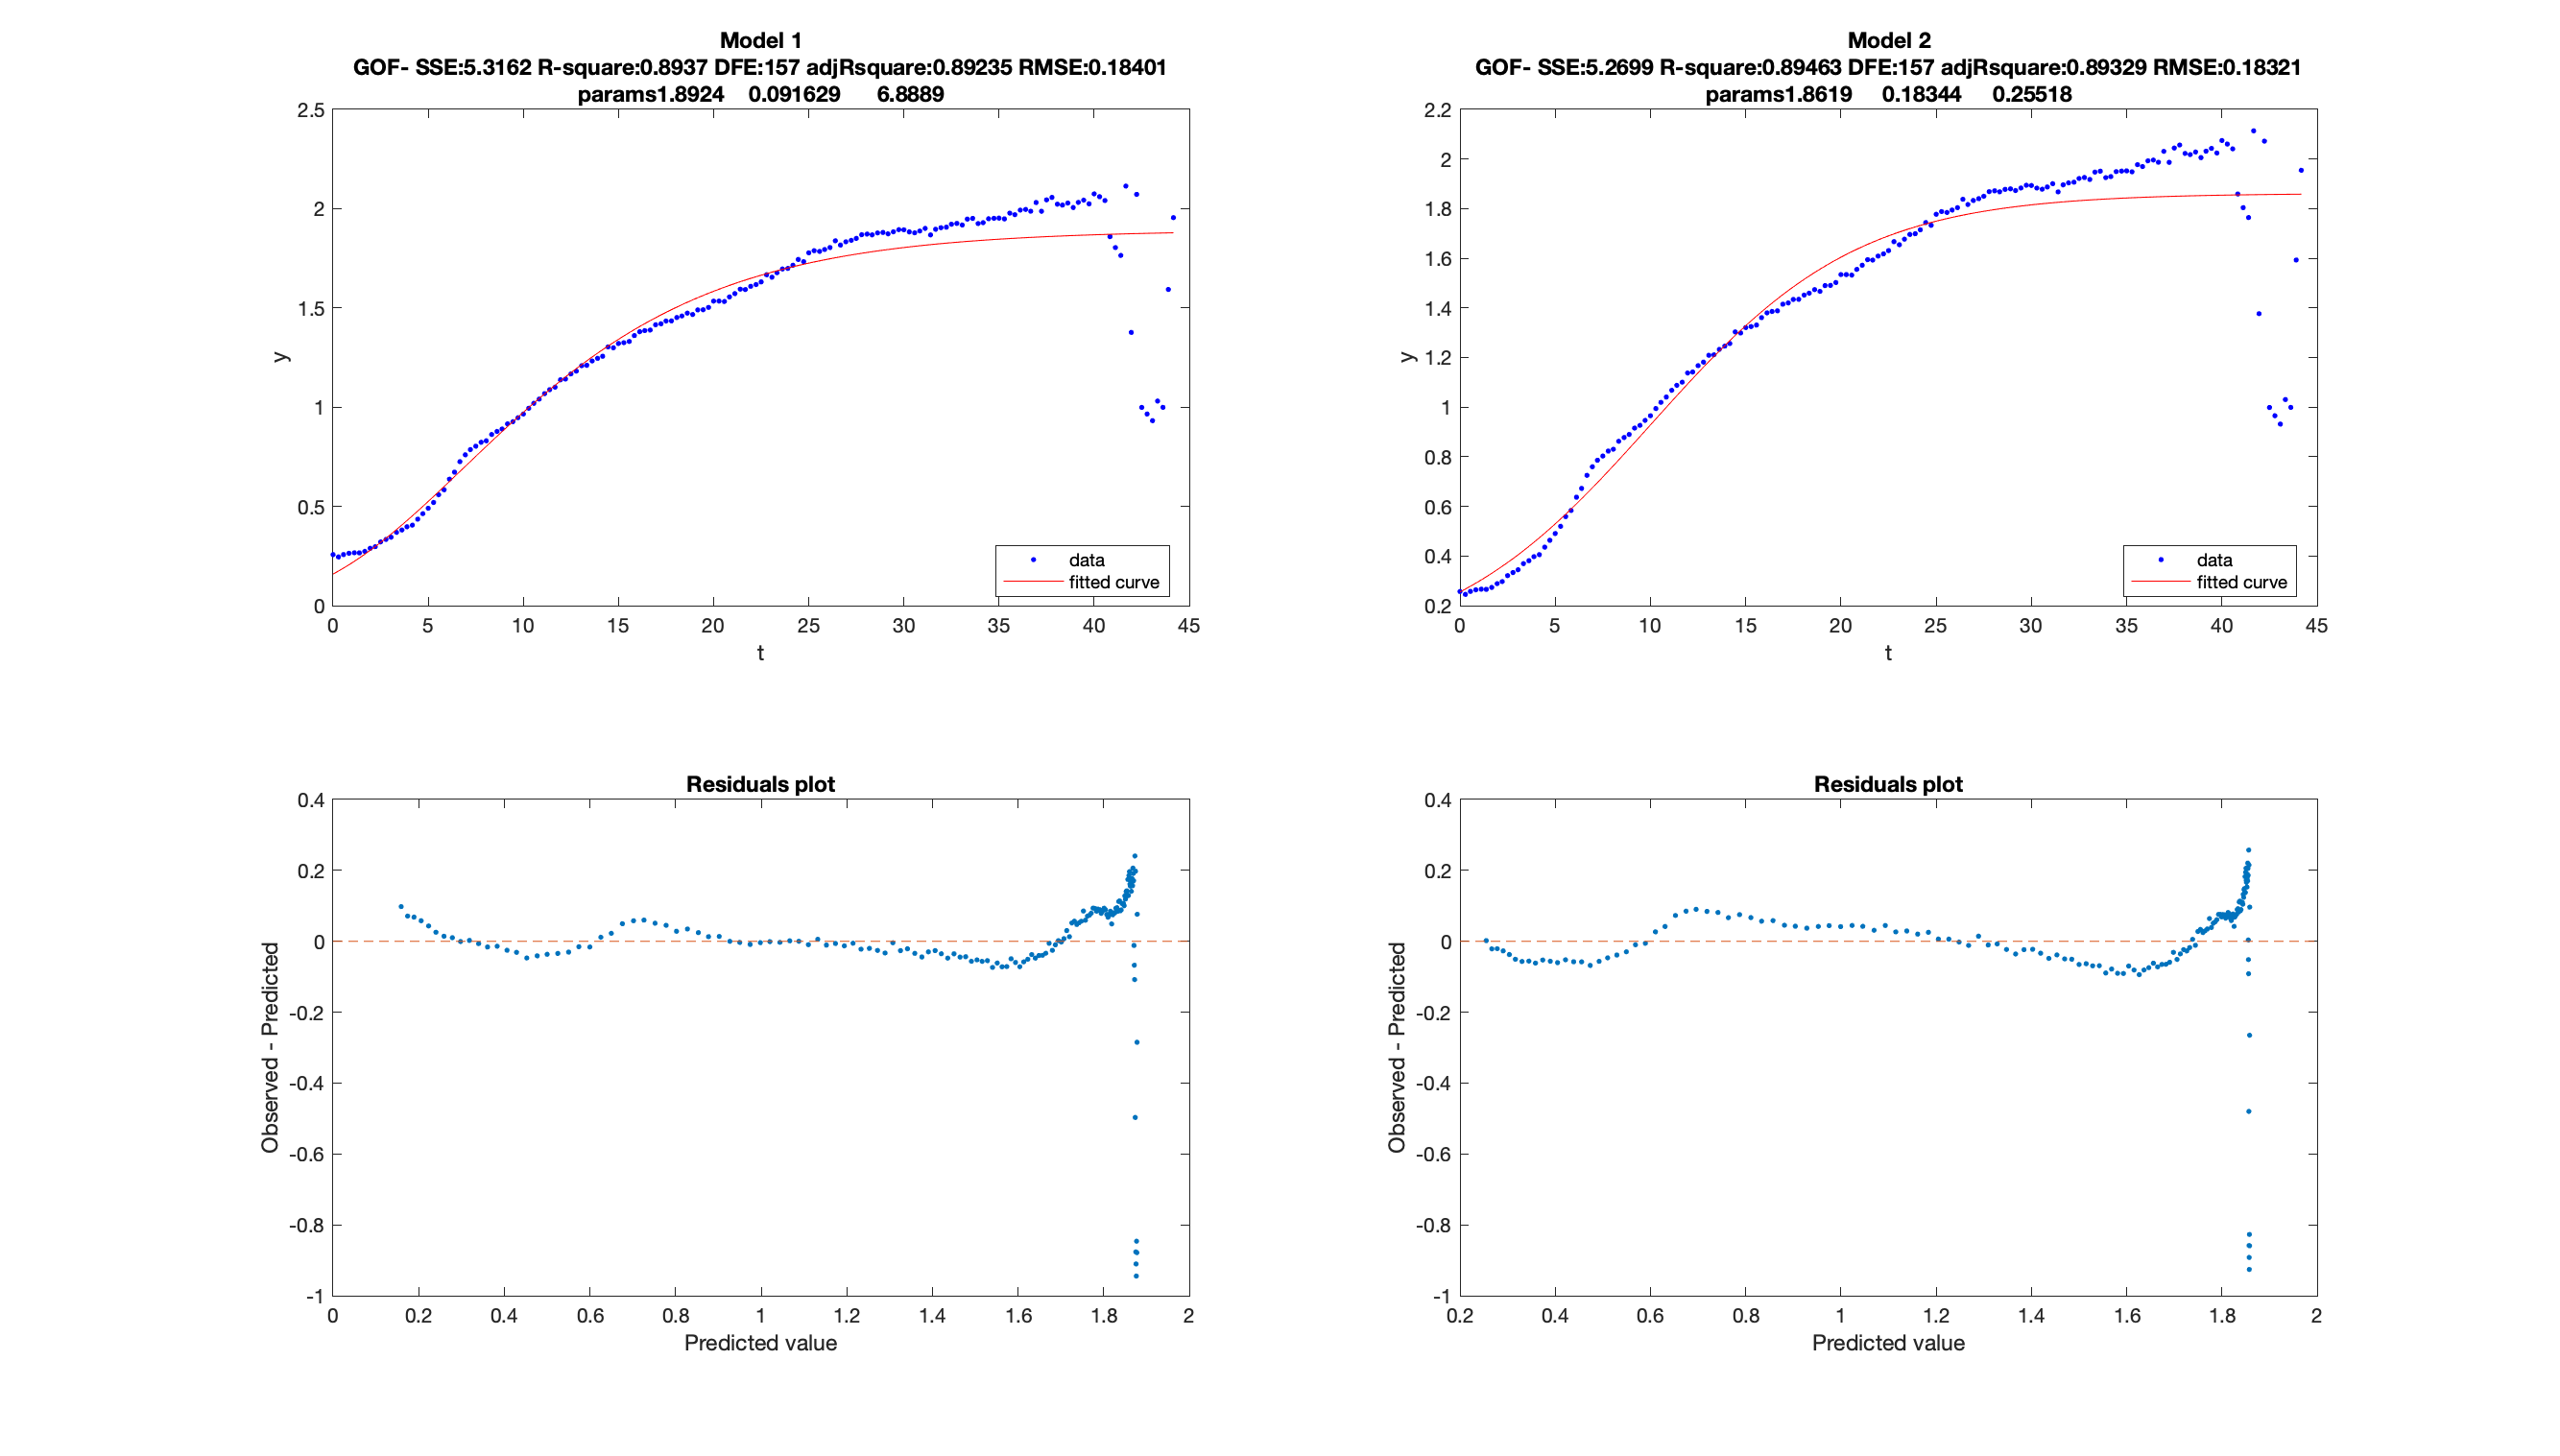 Model 1
GOF- SSE:5.3162 R-square:0.8937 DFE:157 adjRsquare:0.89235 RMSE:0.18401
params1.8924 0.091629 6.8889
2.5
2
1.5
1
0.5
0
y
0 5 10 15 20 25 30 35 40 45
t
data
fitted curve
Model 2
GOF- SSE:5.2699 R-square:0.89463 DFE:157 adjRsquare:0.89329 RMSE:0.18321
params1.8619 0.18344 0.25518
2.2
2
1.8
1.6
1.4
1.2
1
0.8
0.6
0.4
0.2
y
0 5 10 15 20 25 30 35 40 45
t
data
fitted curve
Residuals plot
0.4
0.2
0
-0.2
-0.4
-0.6
-0.8
-1
Observed - Predicted
0 0.2 0.4 0.6 0.8 1 1.2 1.4 1.6 1.8 2
Predicted value
Residuals plot
0.4
0.2
0
-0.2
-0.4
-0.6
-0.8
-1
Observed - Predicted
0.2 0.4 0.6 0.8 1 1.2 1.4 1.6 1.8 2
Predicted value